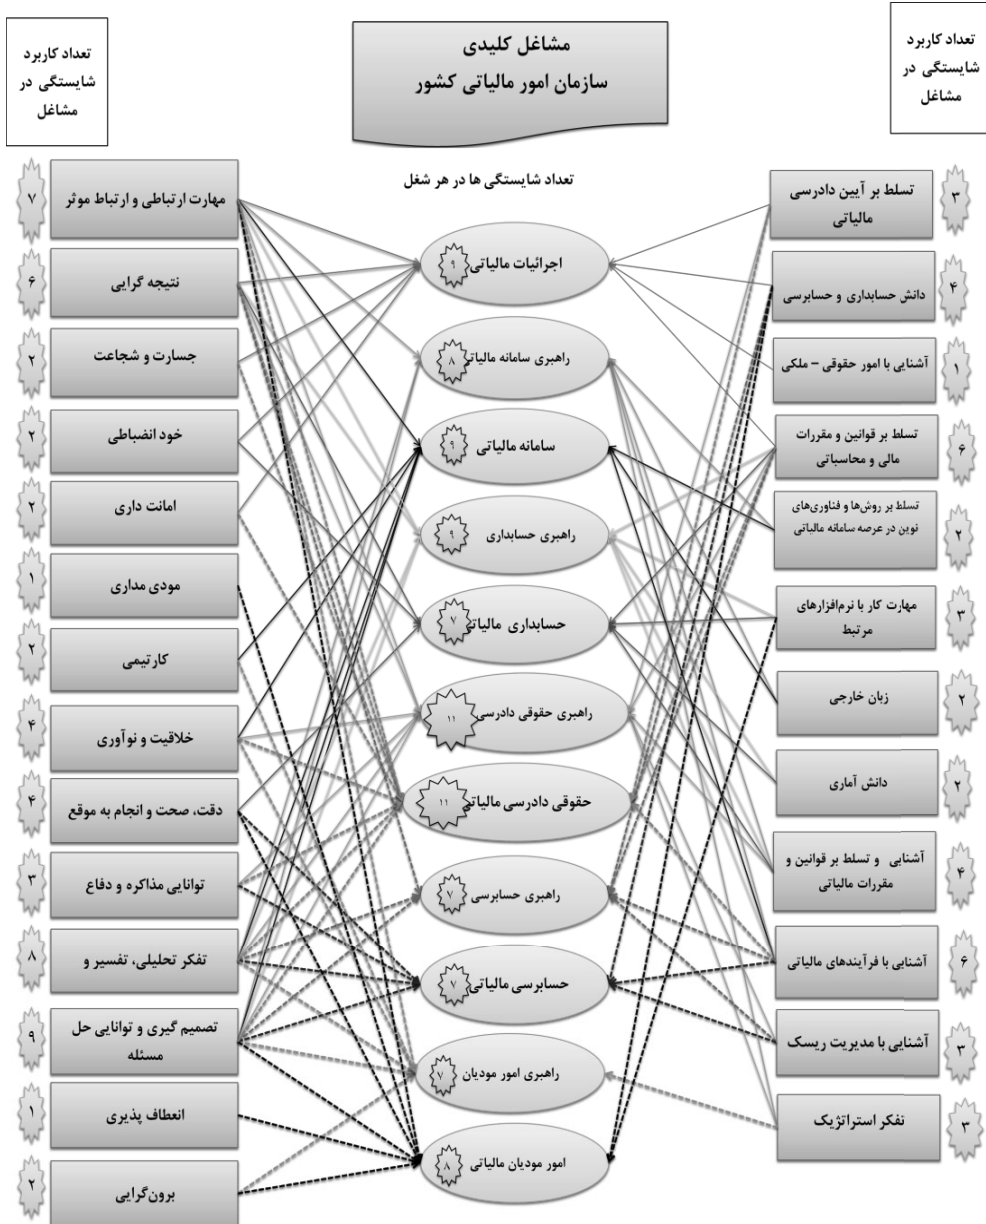 تعداد کاربرد
شایستگی در
مشاغل
مشاغل کلیدی
سازمان امور مالیاتی کشور
تعداد کاربرد
شایستگی در
مشاغل
تعداد شایستگی ها در هر شغل
۳
تسلط بر آیین دادرسی
مالیاتی
۴
دانش حسابداری و حسابرسی
۱
آشنایی با امور حقوقی – ملکی
۶
تسلط بر قوانین و مقررات
مالی و محاسباتی
۲
تسلط بر روش‌ها و فناوری‌های
نوین در عرصه سامانه مالیاتی
۳
مهارت کار با نرم‌افزارهای
مرتبط
۲
زبان خارجی
۲
دانش آماری
۴
آشنایی و تسلط بر قوانین و
مقررات مالیاتی
۶
آشنایی با فرآیندهای مالیاتی
۳
آشنایی با مدیریت ریسک
۳
تفکر استراتژیک
اجرائیات مالیاتی
۹
راهبری سامانه مالیاتی
۸
سامانه مالیاتی
۹
راهبری حسابداری
۹
حسابداری مالیاتی
۷
راهبری حقوقی دادرسی
۱۱
حقوقی دادرسی مالیاتی
۱۱
راهبری حسابرسی
۷
حسابرسی مالیاتی
۷
راهبری امور مودیان
۷
امور مودیان مالیاتی
۸
مهارت ارتباطی و ارتباط موثر
۷
نتیجه گرایی
۶
جسارت و شجاعت
۲
خود انضباطی
۲
امانت داری
۲
مودی مداری
۱
کارتیمی
۲
خلاقیت و نوآوری
۴
دقت، صحت و انجام به موقع
۴
توانایی مذاکره و دفاع
۳
تفکر تحلیلی، تفسیر و
۸
تصمیم گیری و توانایی حل
مسئله
۹
انعطاف پذیری
۱
برون‌گرایی
۲